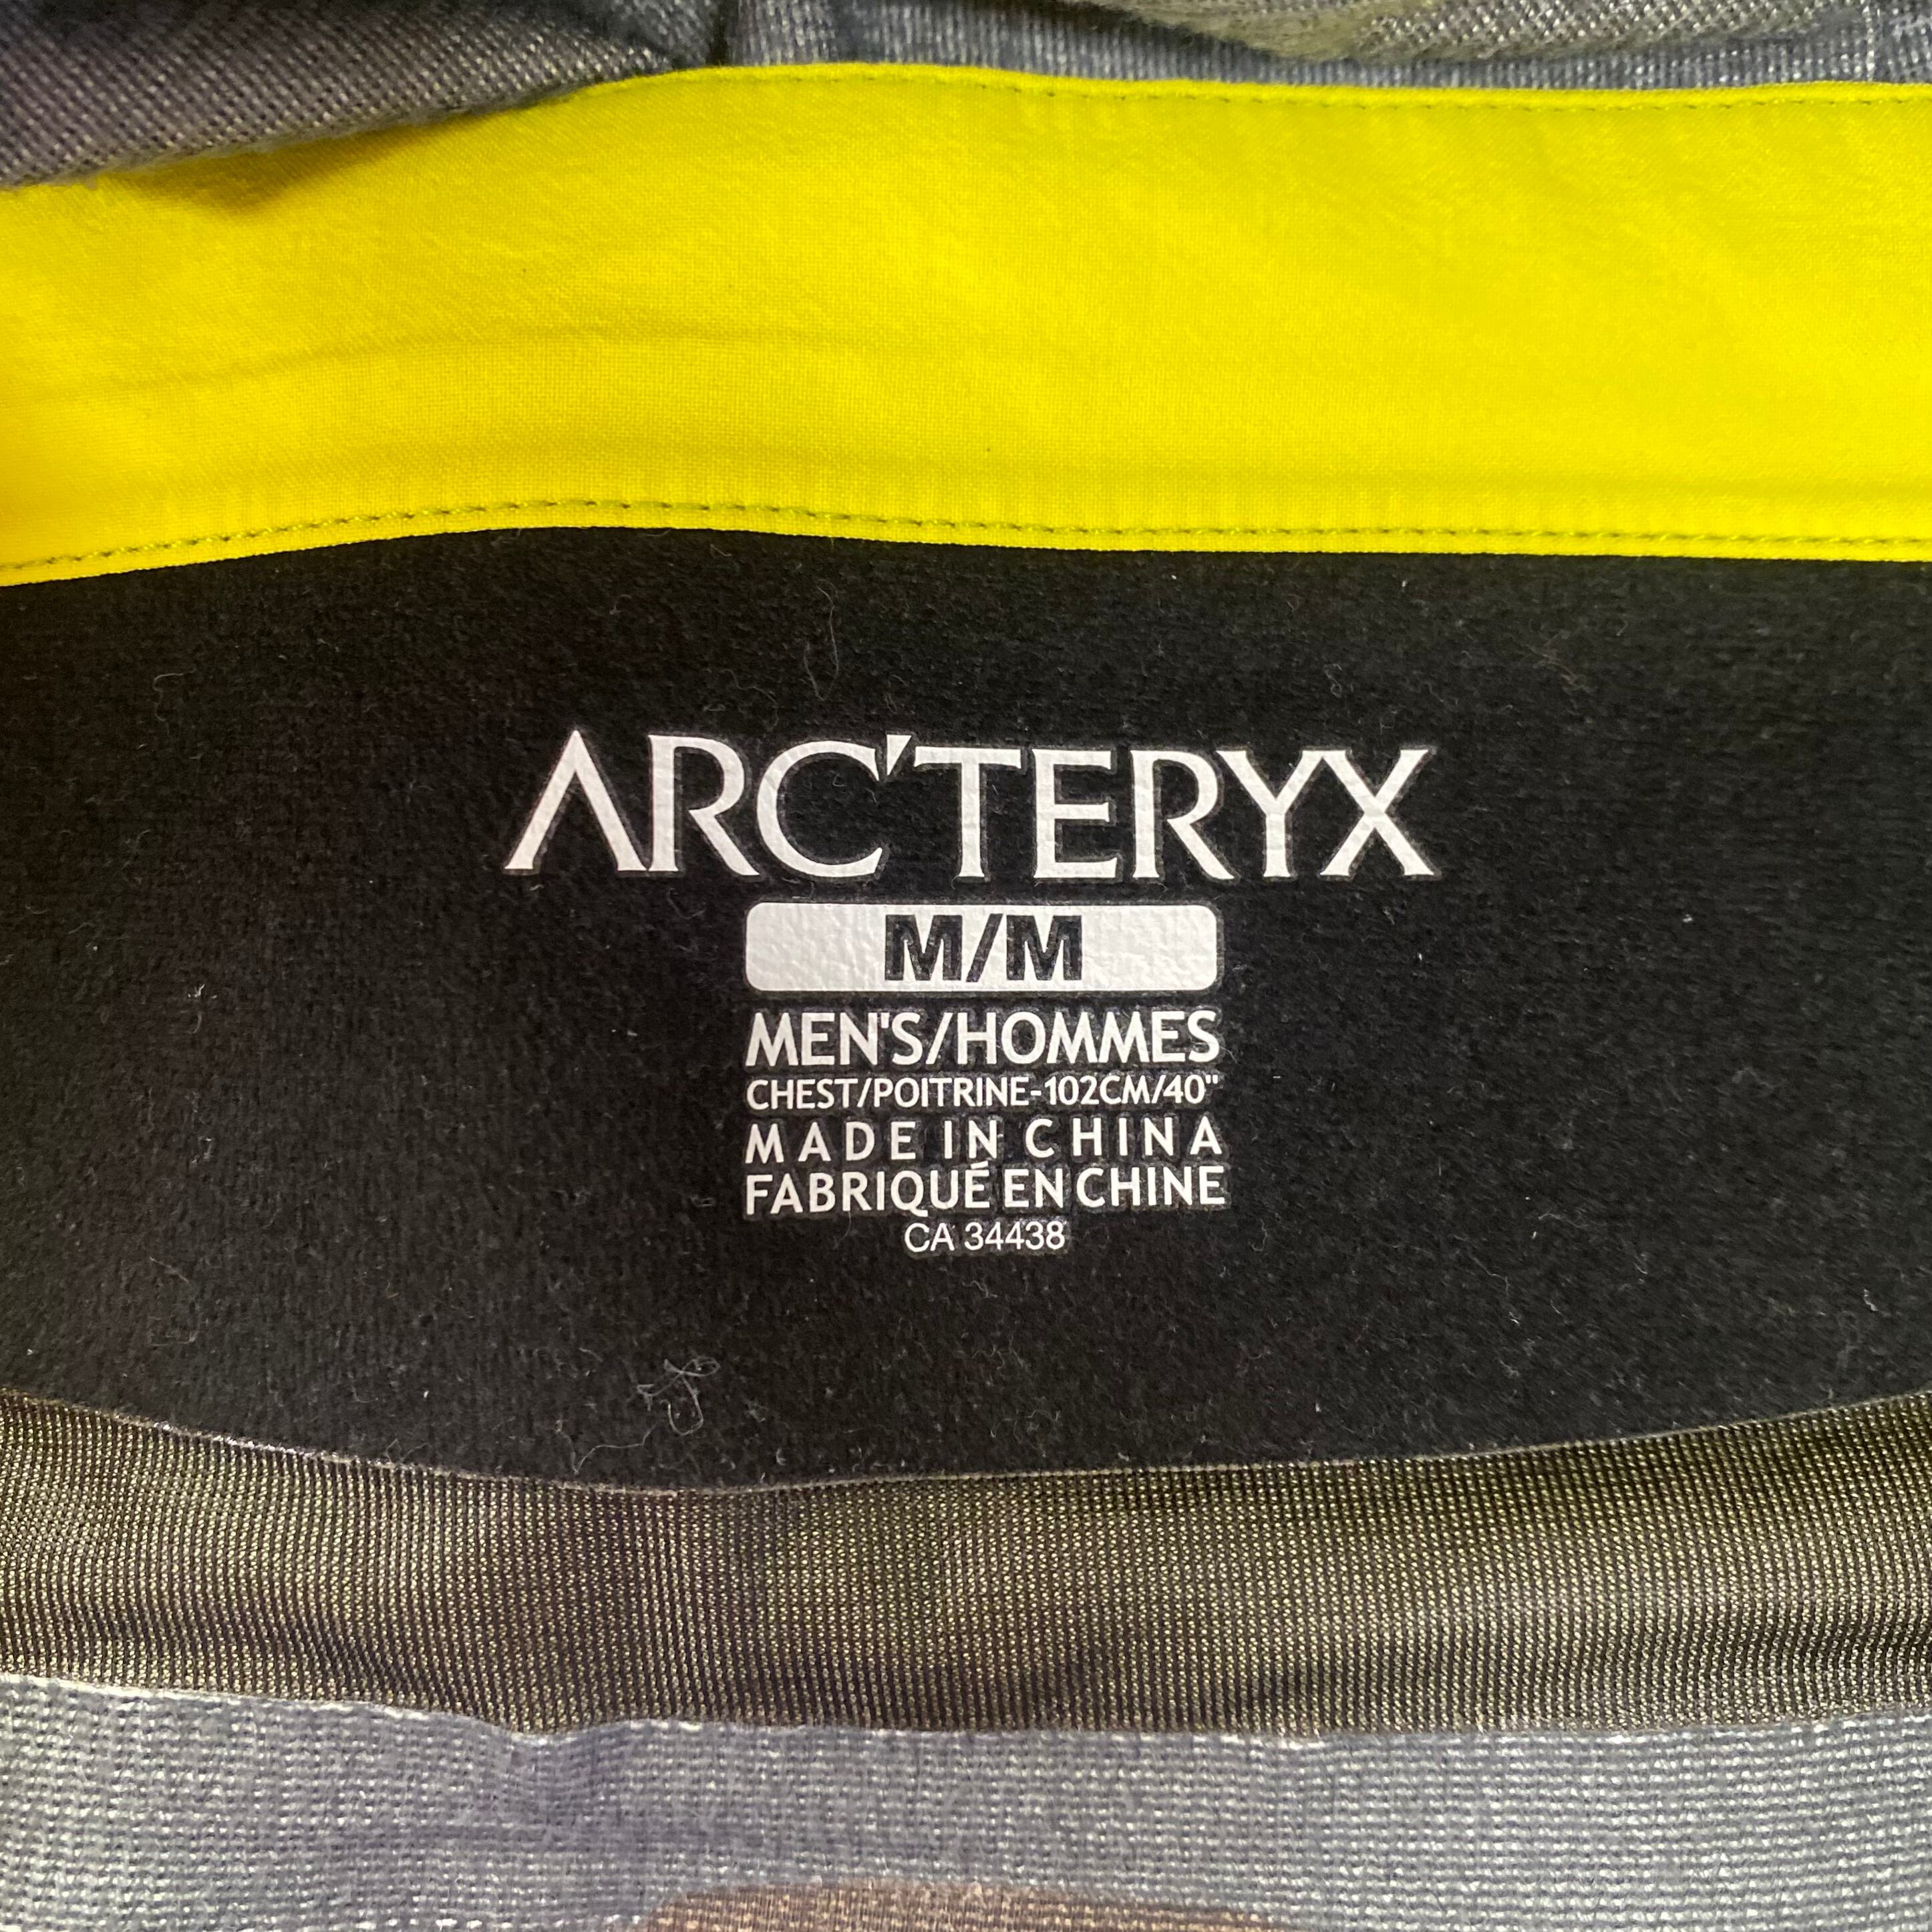 ARC'TERYX
M/M
MEN'S/HOMMES
CHEST/POITRINE-102CM/40"
MADE IN CHINA
FABRIQUÉ EN CHINE
CA 34438